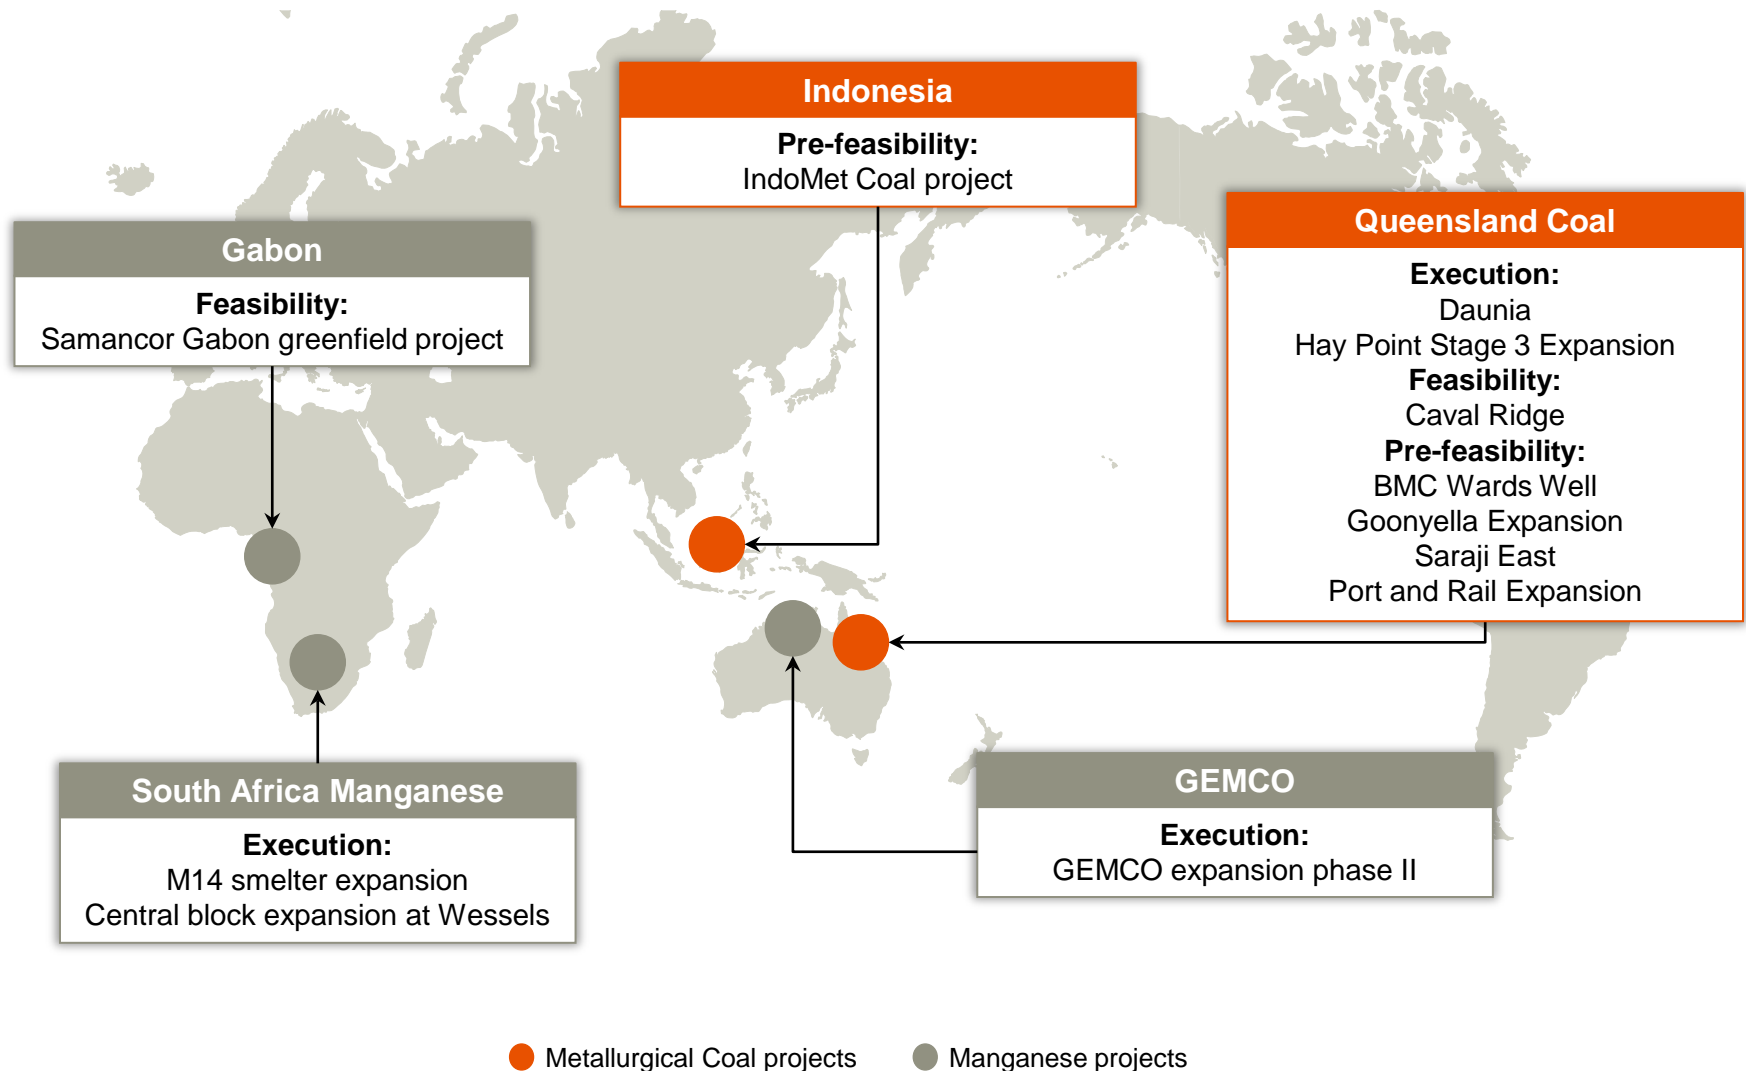 Indonesia
Pre-feasibility:
IndoMet Coal project
Queensland Coal
Execution:
Daunia
Hay Point Stage 3 Expansion
Feasibility:
Caval Ridge
Pre-feasibility:
BMC Wards Well
Goonyella Expansion
Saraji East
Port and Rail Expansion
Gabon
Feasibility:
Samancor Gabon greenfield project
South Africa Manganese
Execution:
M14 smelter expansion
Central block expansion at Wessels
GEMCO
Execution:
GEMCO expansion phase II
Metallurgical Coal projects
Manganese projects